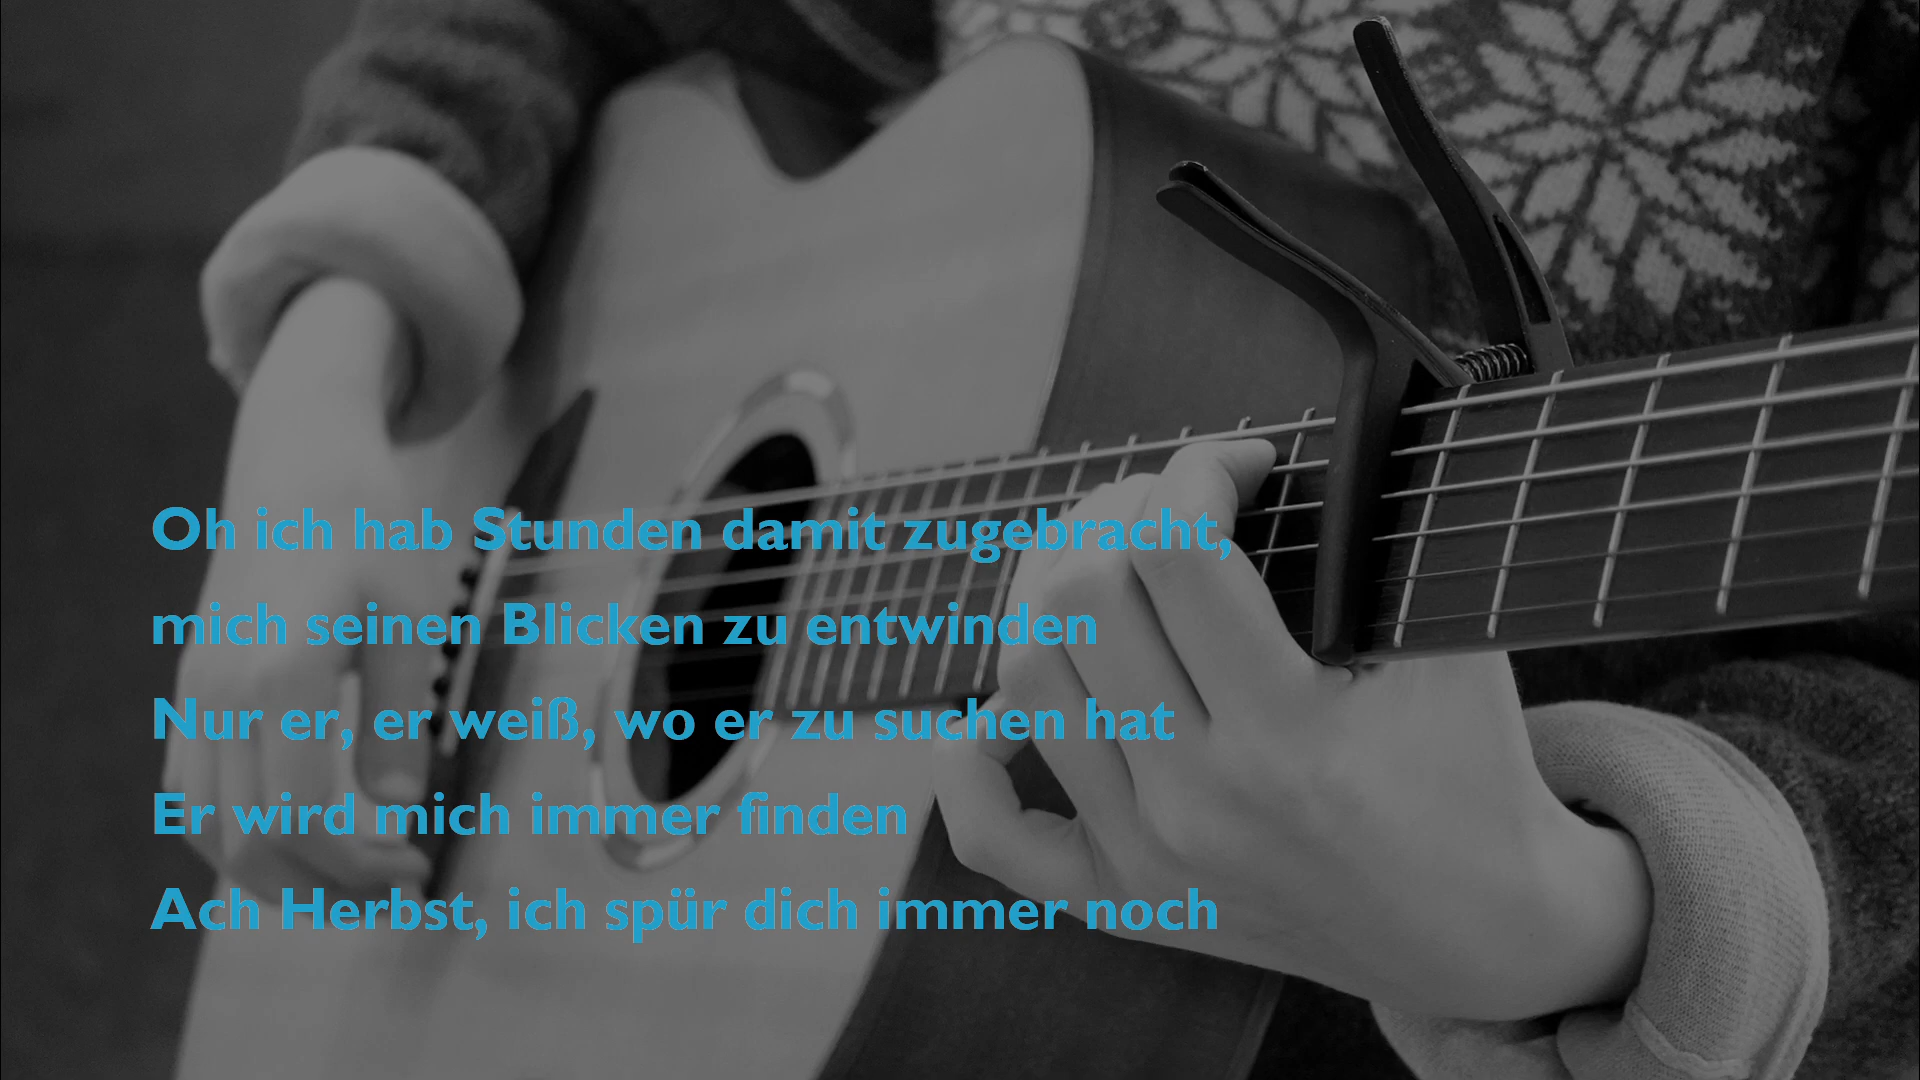 Oh ich hab Stunden damit zugebracht,
mich seinen Blicken zu entwinden
Nur er, er weiß, wo er zu suchen hat
Er wird mich immer finden
Ach Herbst, ich spür dich immer noch